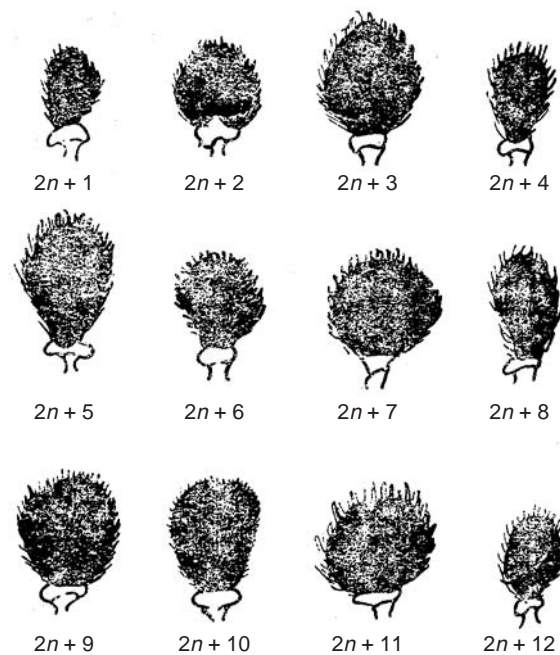 2n + 1 2n + 2 2n + 3 2n + 4
2n + 5 2n + 6 2n + 7 2n + 8
2n + 9 2n + 10 2n + 11 2n + 12